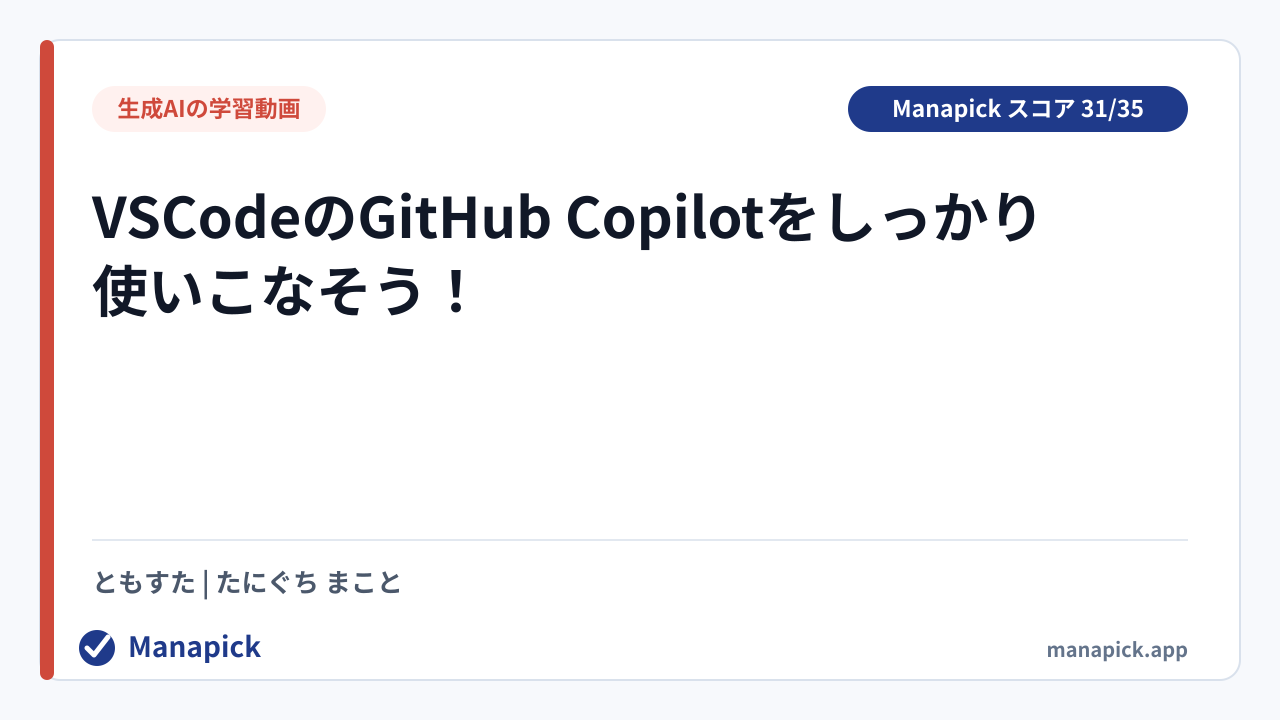 生成AIの学習動画
Manapick スコア 31/35
VSCodeのGitHub Copilotをしっかり
使いこなそう！
ともすた | たにぐち まこと
Manapick
manapick.app